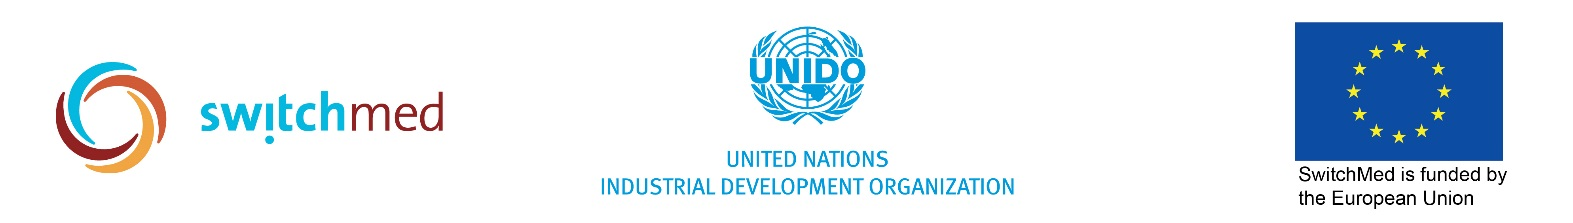 switchmed
UNIDO
UNITED NATIONS
INDUSTRIAL DEVELOPMENT ORGANIZATION
SwitchMed is funded by
the European Union